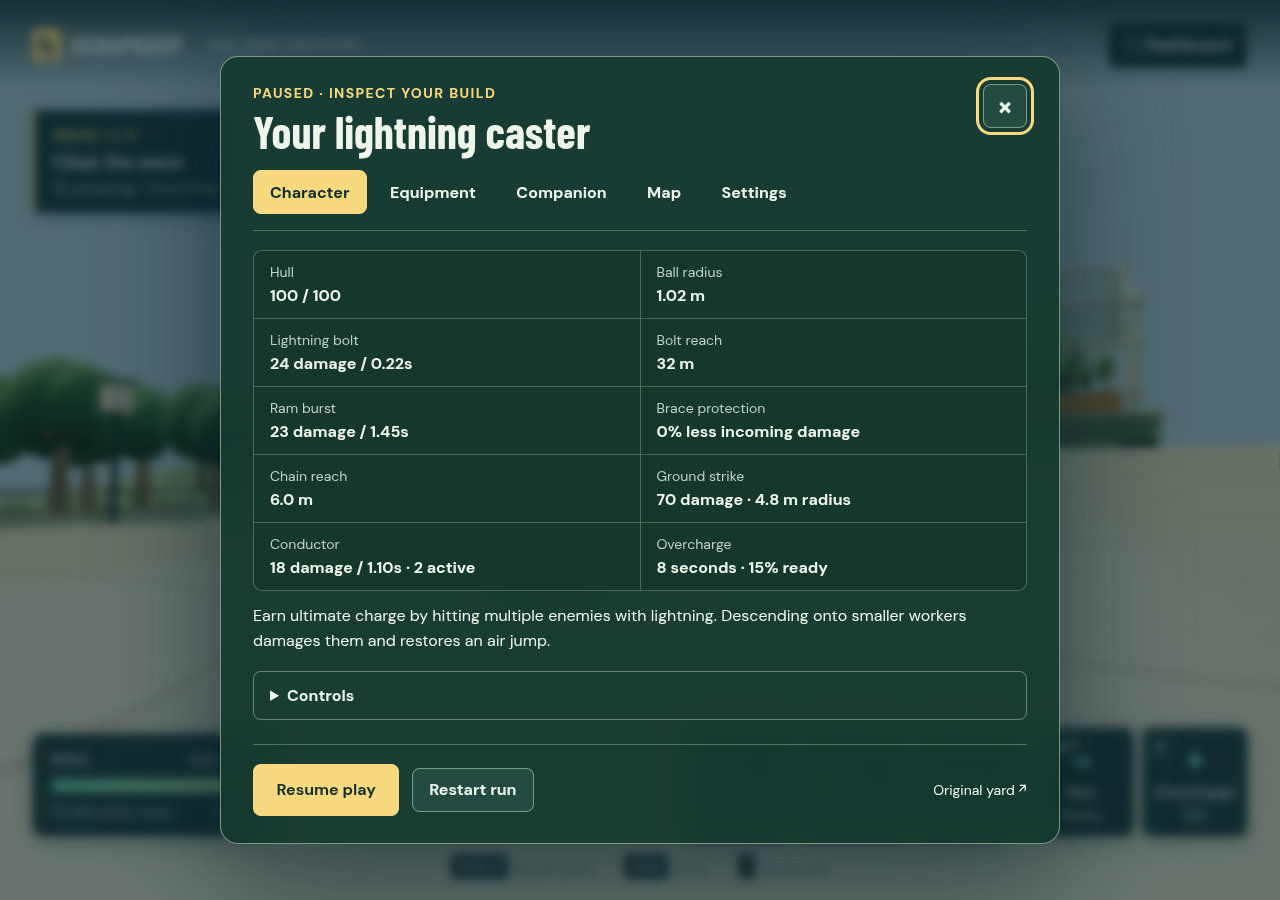 PAUSED · INSPECT YOUR BUILD
Your lightning caster
×
Character Equipment Companion Map Settings
Hull
100 / 100
Ball radius
1.02 m
Lightning bolt
24 damage / 0.22s
Bolt reach
32 m
Ram burst
23 damage / 1.45s
Brace protection
0% less incoming damage
Chain reach
6.0 m
Ground strike
70 damage · 4.8 m radius
Conductor
18 damage / 1.10s · 2 active
Overcharge
8 seconds · 15% ready
Earn ultimate charge by hitting multiple enemies with lightning. Descending onto smaller workers
damages them and restores an air jump.
▶ Controls
Resume play
Restart run
Original yard ↗